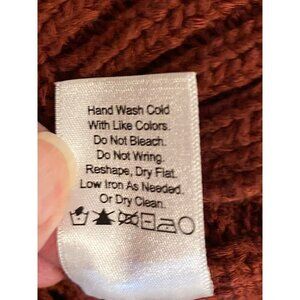 Hand Wash Cold
With Like Colors.
Do Not Bleach.
Do Not Wring.
Reshape, Dry Flat.
Low Iron As Needed.
Or Dry Clean.